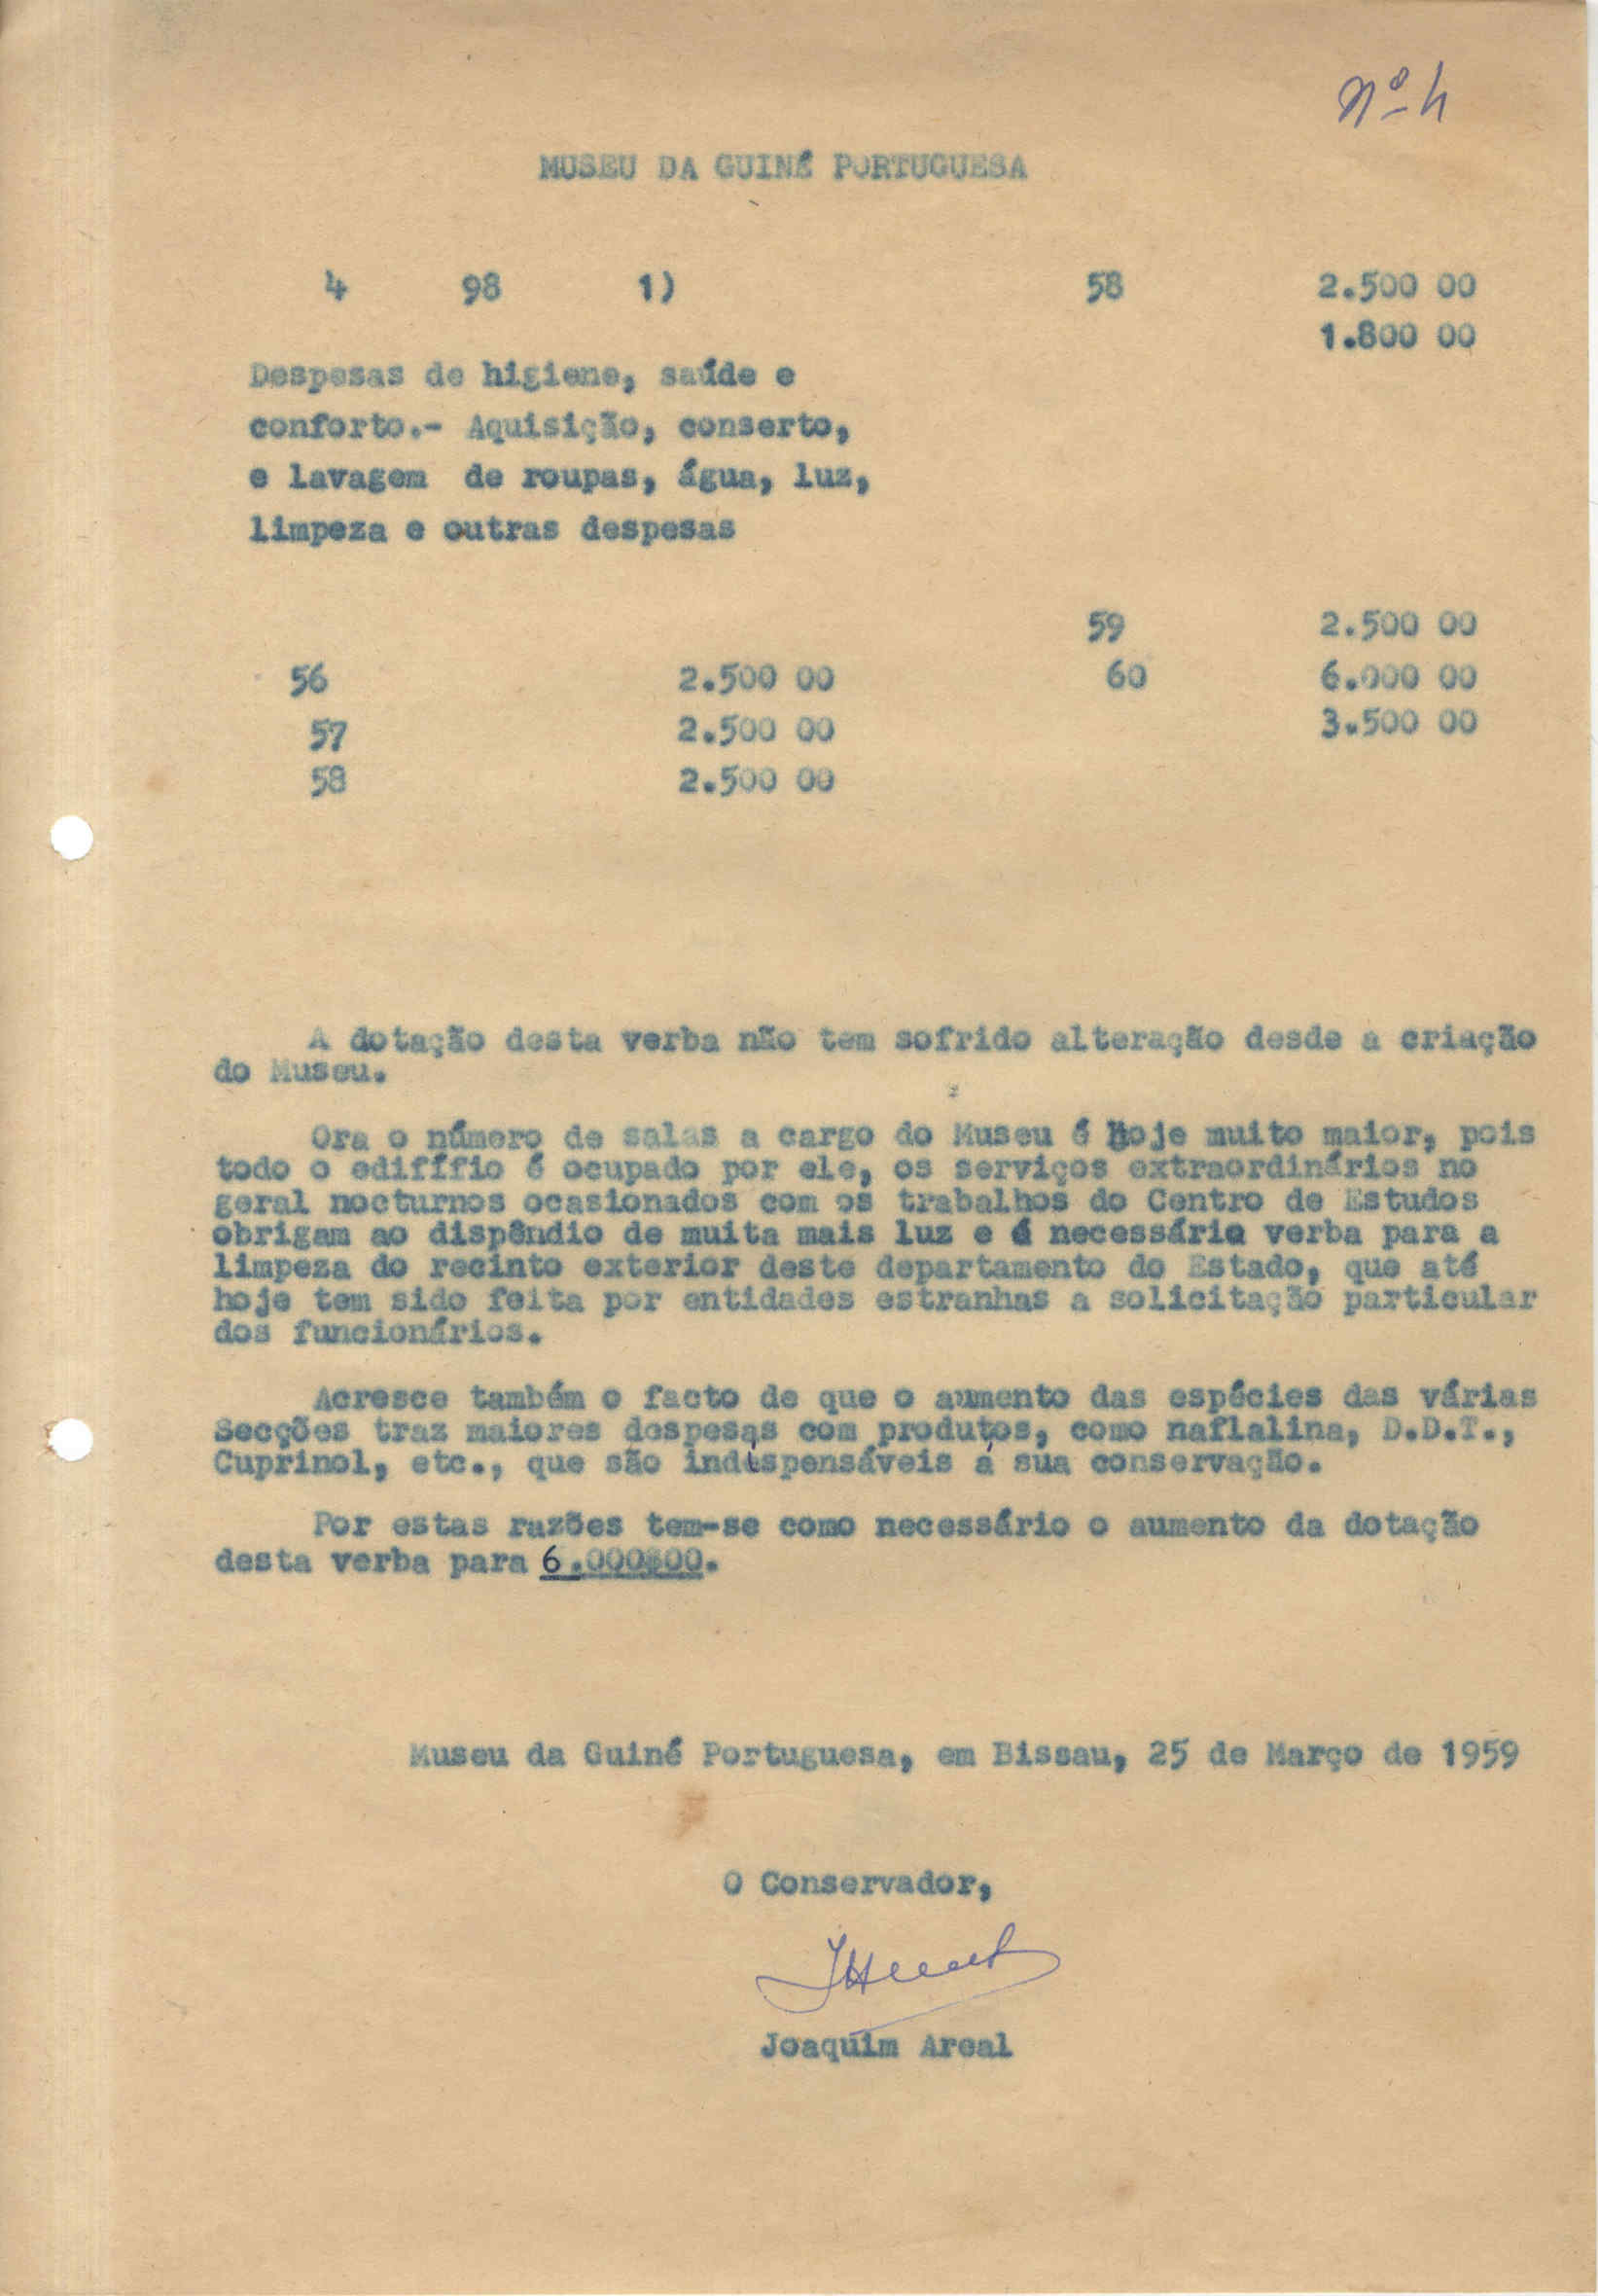 nº 4
MUSEU DA GUINÉ PORTUGUESA
4 98 1) 58 2.500 00
1.800 00
Despesas de higiene, saúde e
conforto.- Aquisição, conserto,
e lavagem de roupas, água, luz,
limpeza e outras despesas
59 2.500 00
56 2.500 00 60 6.000 00
57 2.500 00 3.500 00
58 2.500 00
A dotação desta verba não tem sofrido alteração desde a criação
do Museu.
Ora o número de salas a cargo do Museu é hoje muito maior, pois
todo o edifífio é ocupado por ele, os serviços extraordinários no
geral nocturnos ocasionados com os trabalhos do Centro de Estudos
obrigam ao dispêndio de muita mais luz e é necessária verba para a
limpeza do recinto exterior deste departamento do Estado, que até
hoje tem sido feita por entidades estranhas a solicitação particular
dos funcionários.
Acresce também o facto de que o aumento das espécies das várias
Secções traz maiores despesas com produtos, como naflalina, D.D.T.,
Cuprinol, etc., que são indispensáveis á sua conservação.
Por estas razões tem-se como necessário o aumento da dotação
desta verba para 6.000$00.
Museu da Guiné Portuguesa, em Bissau, 25 de Março de 1959
O Conservador,
Joaquim Areal